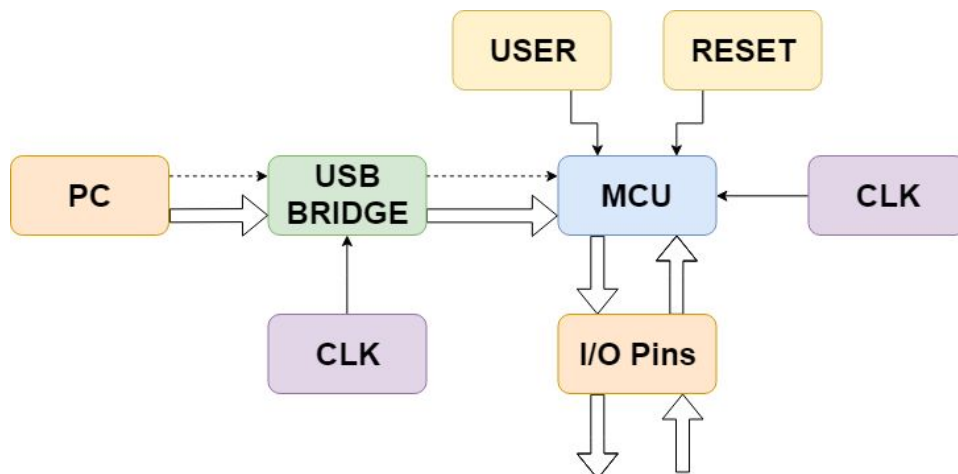 USER
RESET
PC
USB
BRIDGE
MCU
CLK
CLK
I/O Pins